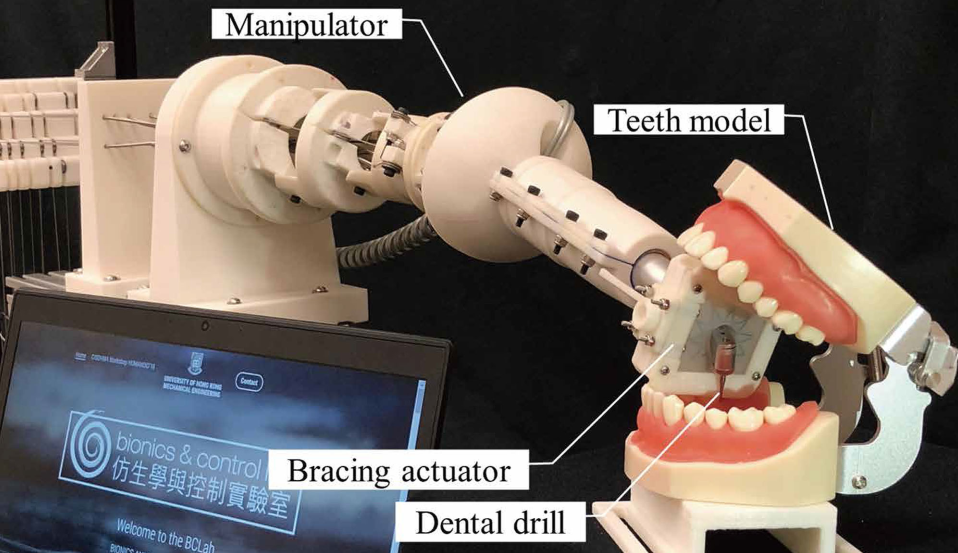 Manipulator
Teeth model
Home
Contact
UNIVERSITY OF HONG KONG
MECHANICAL ENGINEERING
bionics & control
仿生學與控制實驗室
Welcome to the BCLab
Bracing actuator
Dental drill